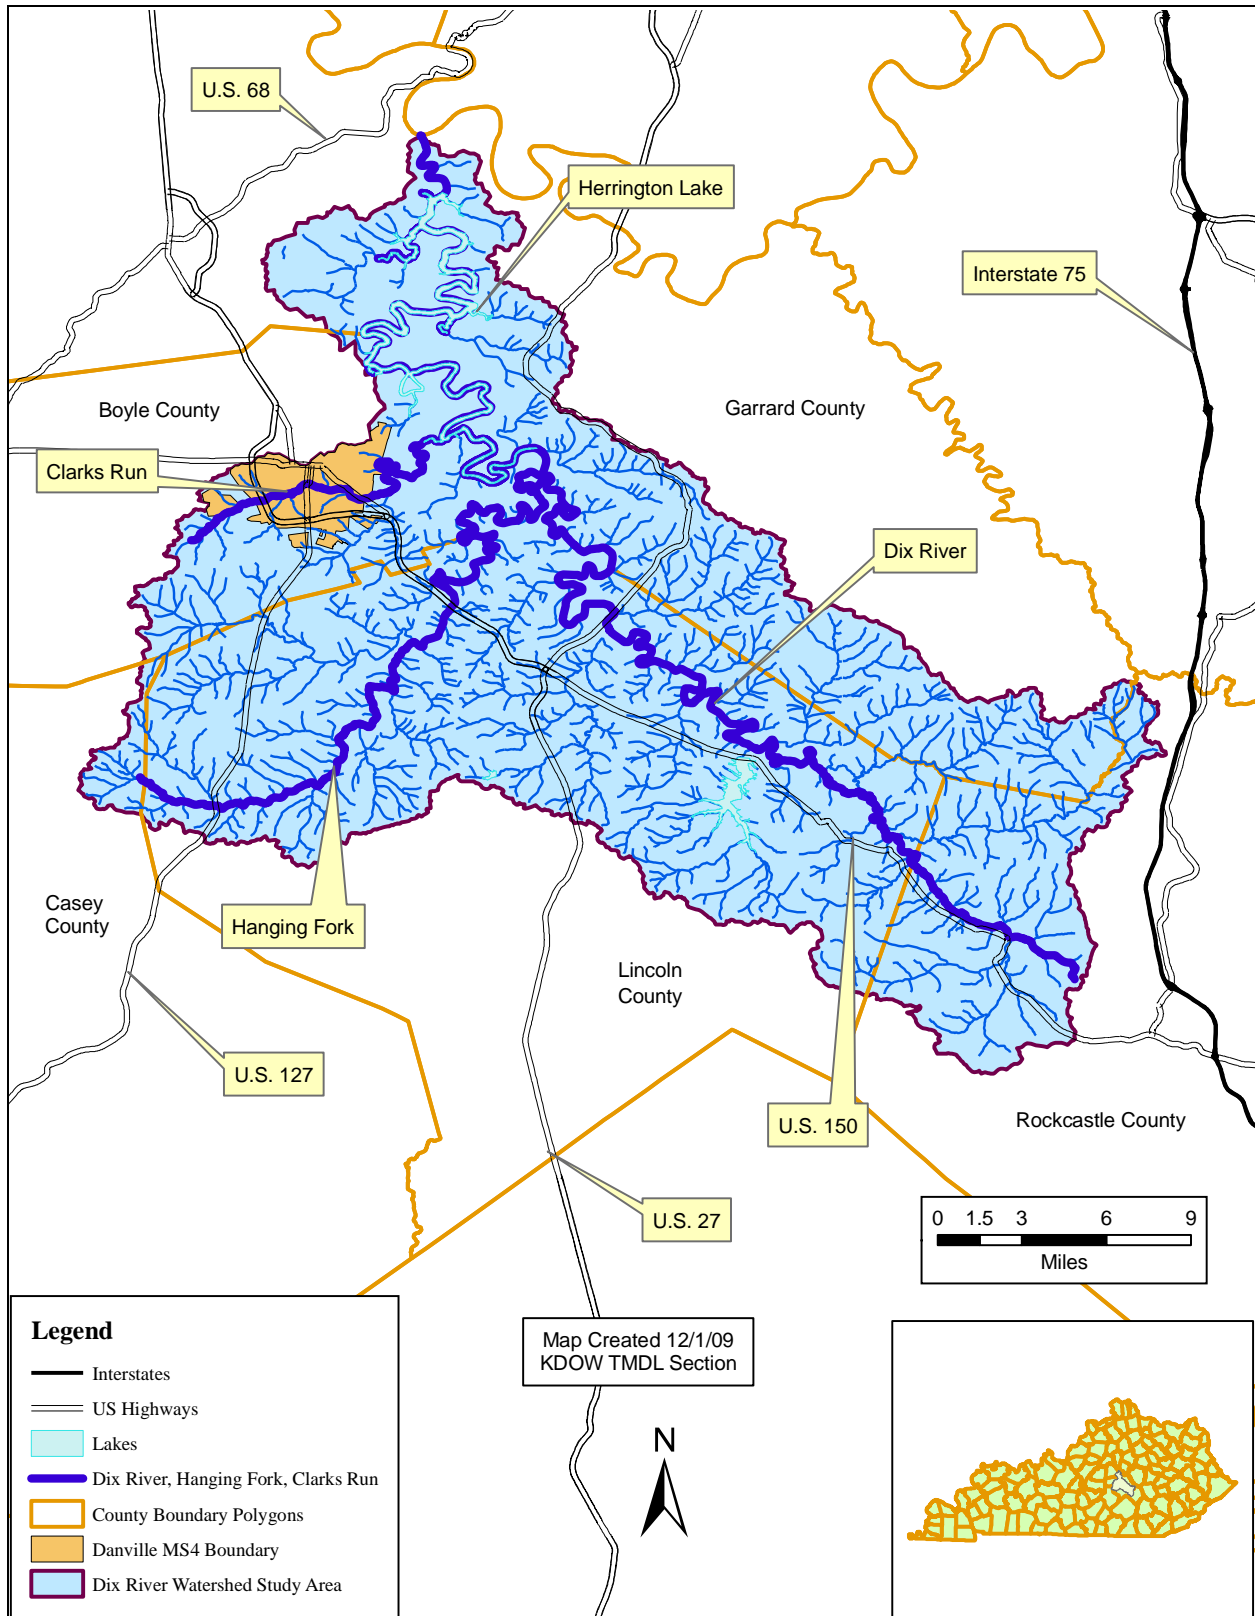 U.S. 68
Herrington Lake
Interstate 75
Boyle County
Garrard County
Clarks Run
Dix River
Casey
County
Hanging Fork
Lincoln
County
U.S. 127
U.S. 150
Rockcastle County
U.S. 27
0 1.5 3 6 9
Miles
Legend
Interstates
US Highways
Lakes
Dix River, Hanging Fork, Clarks Run
County Boundary Polygons
Danville MS4 Boundary
Dix River Watershed Study Area
Map Created 12/1/09
KDOW TMDL Section
N